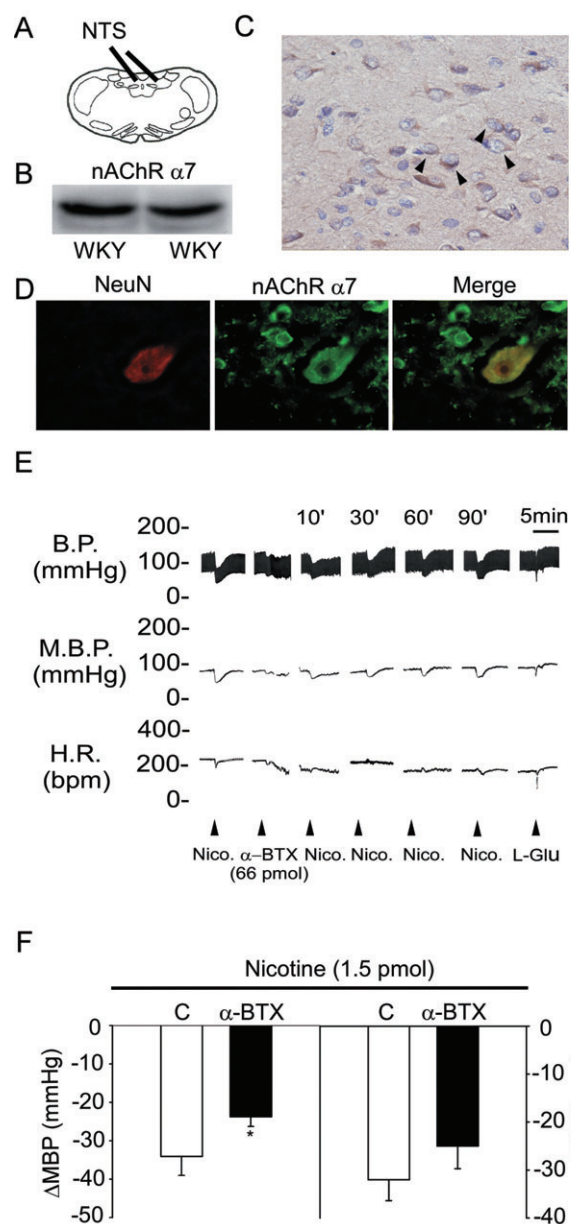 A
NTS
B
nAChR α7
WKY WKY
C
D
NeuN nAChR α7 Merge
E
10' 30' 60' 90' 5min
B.P.
(mmHg)
200-
100-
0-
M.B.P.
(mmHg)
200-
100-
0-
H.R.
(bpm)
400-
200-
0-
Nico. α–BTX Nico. Nico. Nico. Nico. L-Glu
(66 pmol)
F
Nicotine (1.5 pmol)
C α-BTX C α-BTX
ΔMBP (mmHg)
0
-10
-20
-30
-40
-50
*
0
-10
-20
-30
-40